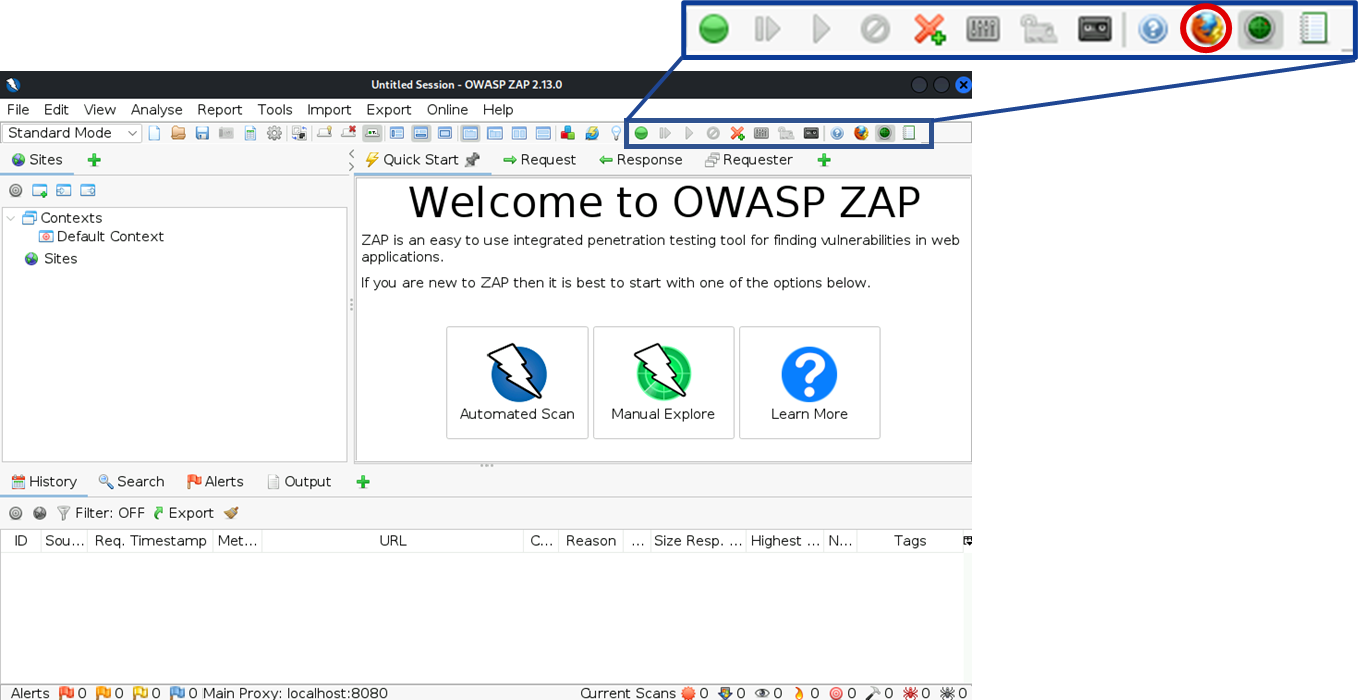 Untitled Session - OWASP ZAP 2.13.0
File Edit View Analyse Report Tools Import Export Online Help
Standard Mode
Sites
Quick Start Request Response Requester
Welcome to OWASP ZAP
Contexts
Default Context
Sites
ZAP is an easy to use integrated penetration testing tool for finding vulnerabilities in web
applications.
If you are new to ZAP then it is best to start with one of the options below.
Automated Scan Manual Explore Learn More
History Search Alerts Output
Filter: OFF Export
ID Sou... Req. Timestamp Met... URL C... Reason ... Size Resp. ... Highest ... N... Tags
Alerts 0 0 0 0 Main Proxy: localhost:8080 Current Scans 0 0 0 0 0 0 0 0